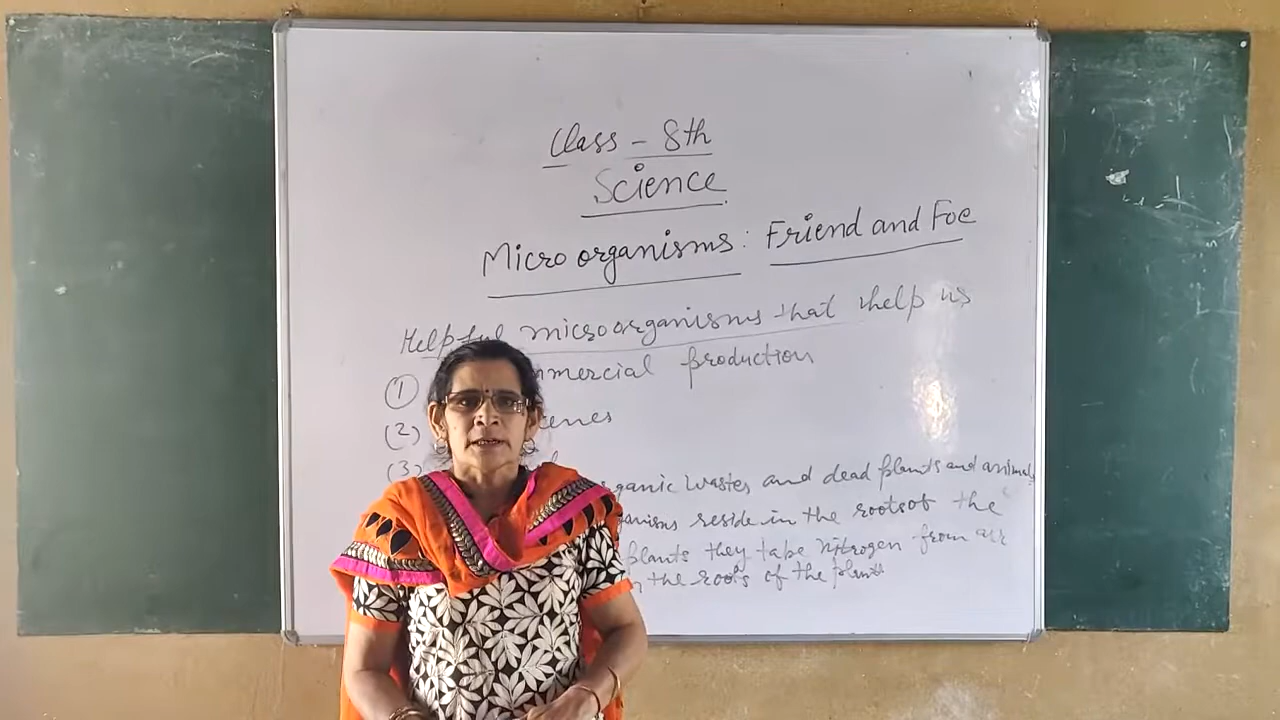 Class - 8th
Science
Micro organisms: Friend and Foe
Helpful microorganisms that help us
(1) mmercial production
(2)
(3)
rganic wastes and dead plants and animals
ganisms reside in the roots of the
plants they take nitrogen from air
in the roots of the plants